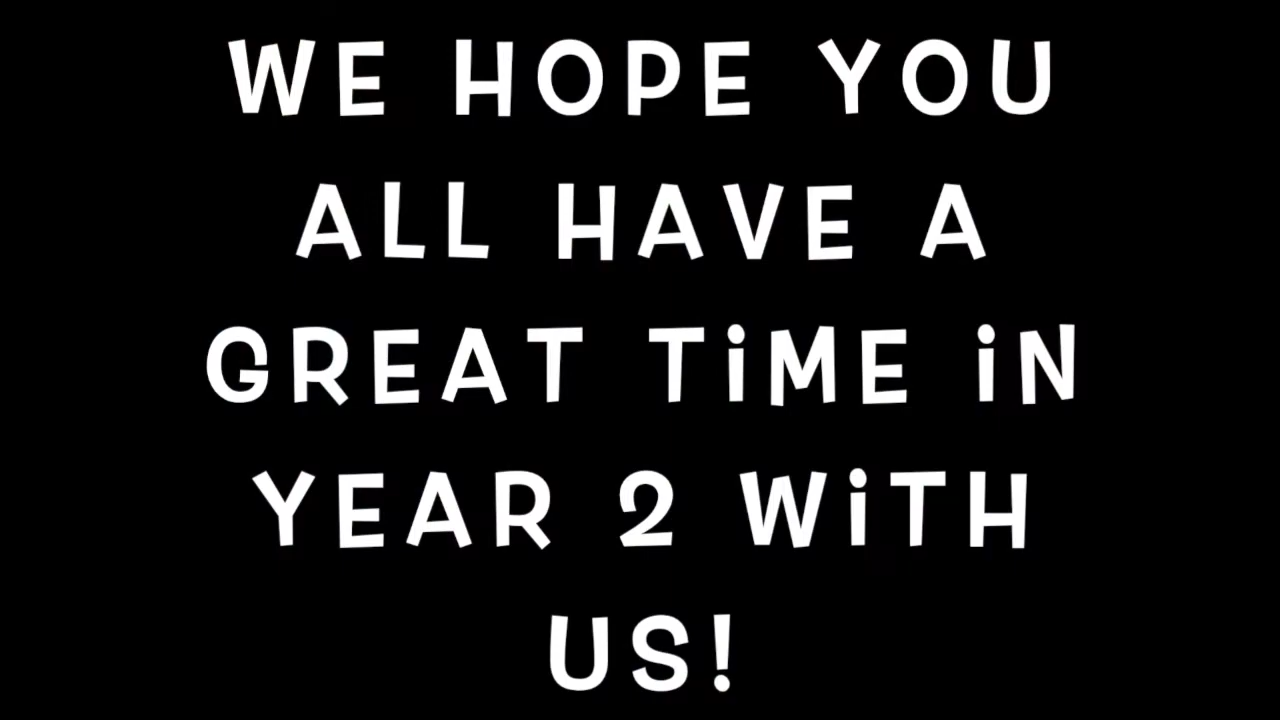 WE HOPE YOU
ALL HAVE A
GREAT TiME iN
YEAR 2 WiTH
US!